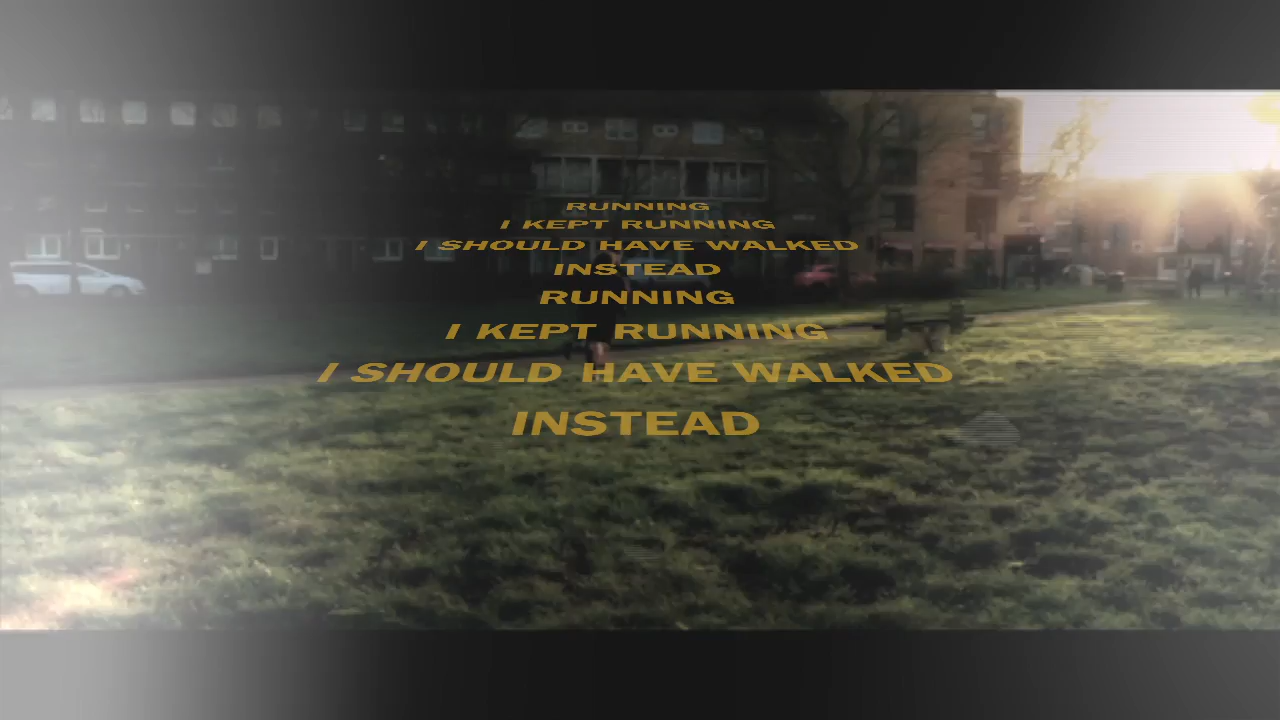 RUNNING
I KEPT RUNNING
I SHOULD HAVE WALKED
INSTEAD
RUNNING
I KEPT RUNNING
I SHOULD HAVE WALKED
INSTEAD